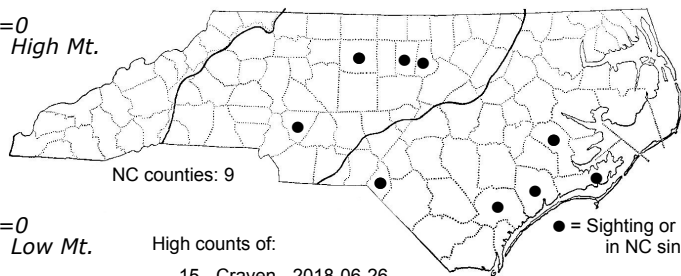 =0
High Mt.
NC counties: 9
=0
Low Mt.
High counts of:
● = Sighting or
in NC sin
15 - Craven - 2018-06-26